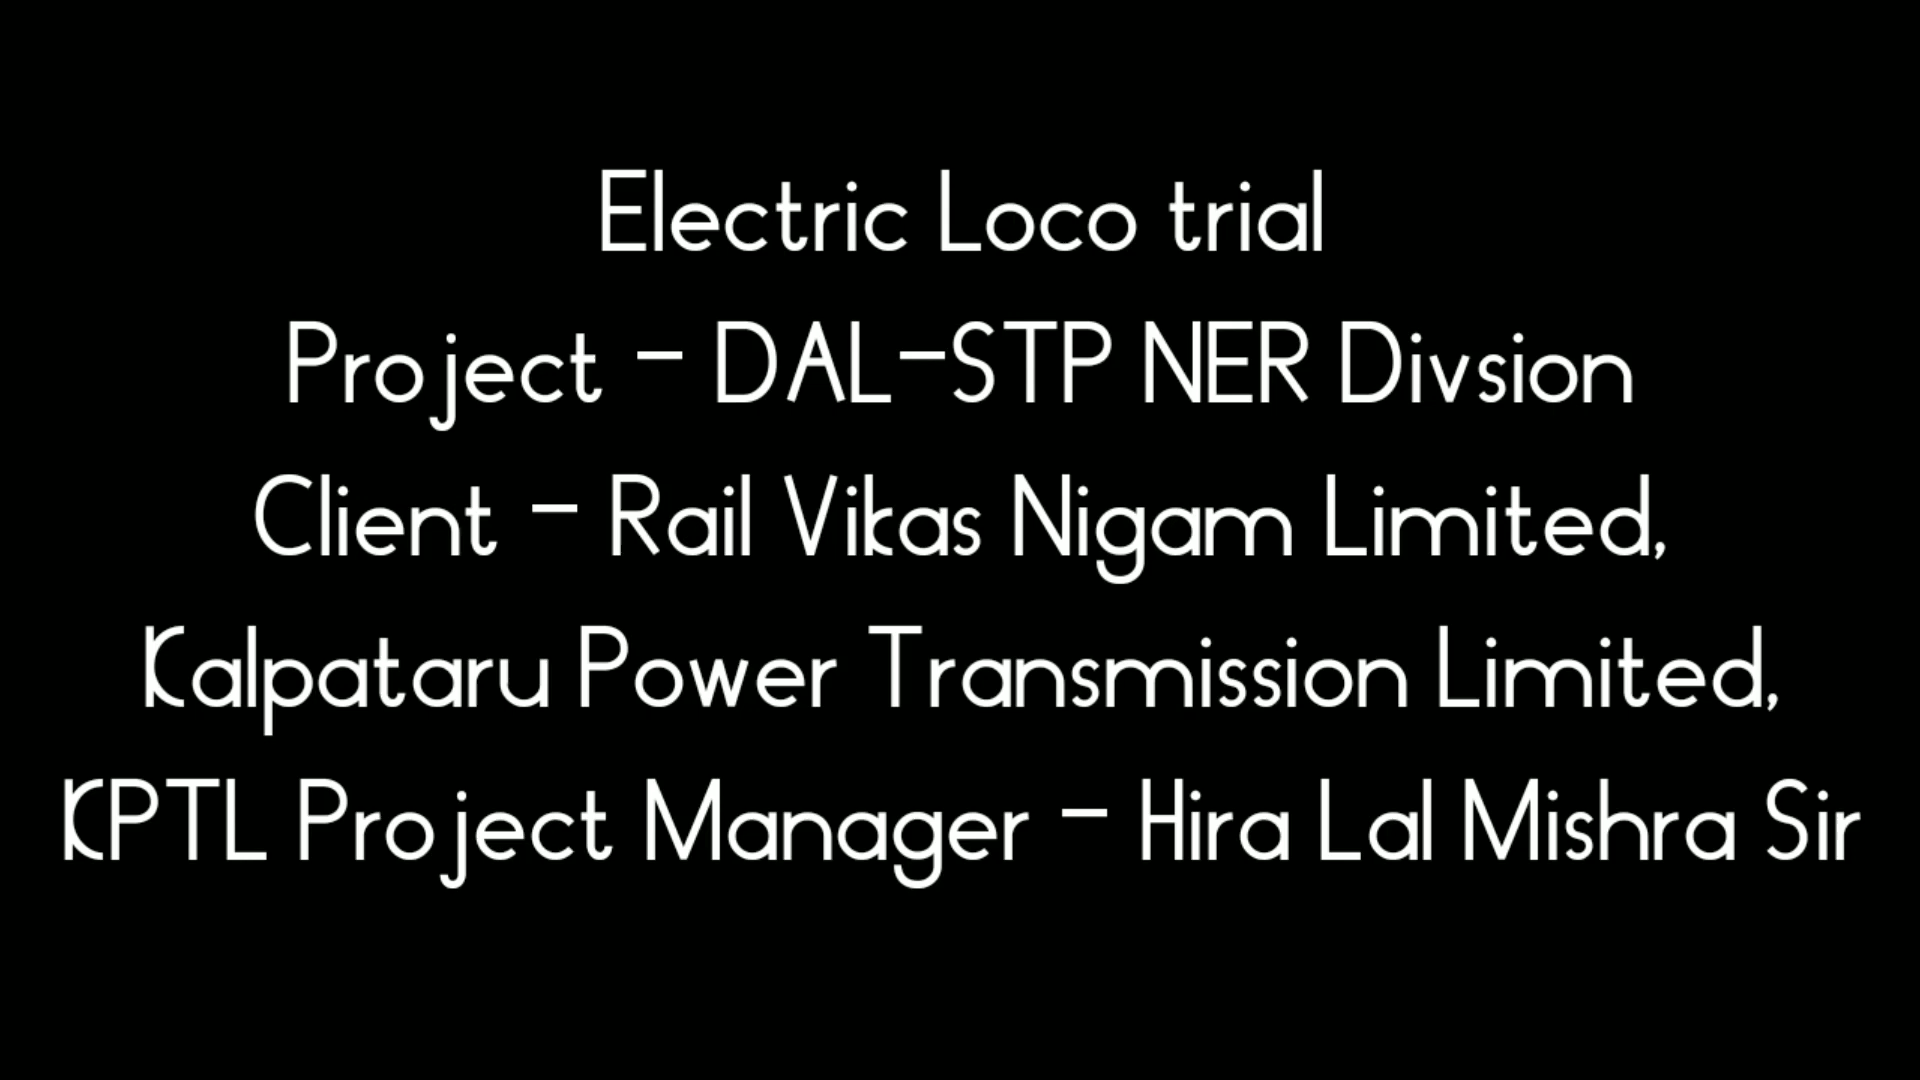 Electric Loco trial
Project - DAL-STP NER Divsion
Client - Rail Vikas Nigam Limited,
Kalpataru Power Transmission Limited,
KPTL Project Manager - Hira Lal Mishra Sir